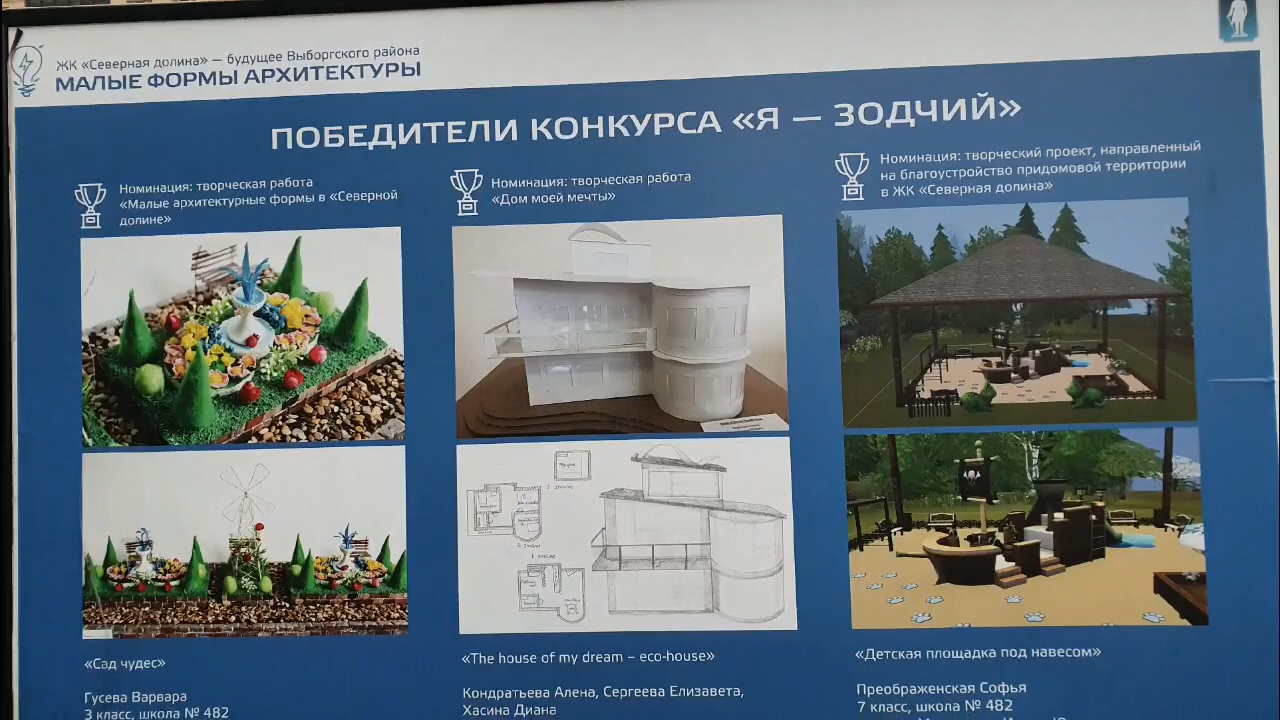 ЖК «Северная долина» — будущее Выборгского района
МАЛЫЕ ФОРМЫ АРХИТЕКТУРЫ
ПОБЕДИТЕЛИ КОНКУРСА «Я — ЗОДЧИЙ»
Номинация: творческая работа
«Малые архитектурные формы в «Северной
долине»
Номинация: творческая работа
«Дом моей мечты»
Номинация: творческий проект, направленный
на благоустройство придомовой территории
в ЖК «Северная долина»
«Сад чудес»
Гусева Варвара
3 класс, школа № 482
«The house of my dream – eco-house»
Кондратьева Алена, Сергеева Елизавета,
Хасина Диана
«Детская площадка под навесом»
Преображенская Софья
7 класс, школа № 482